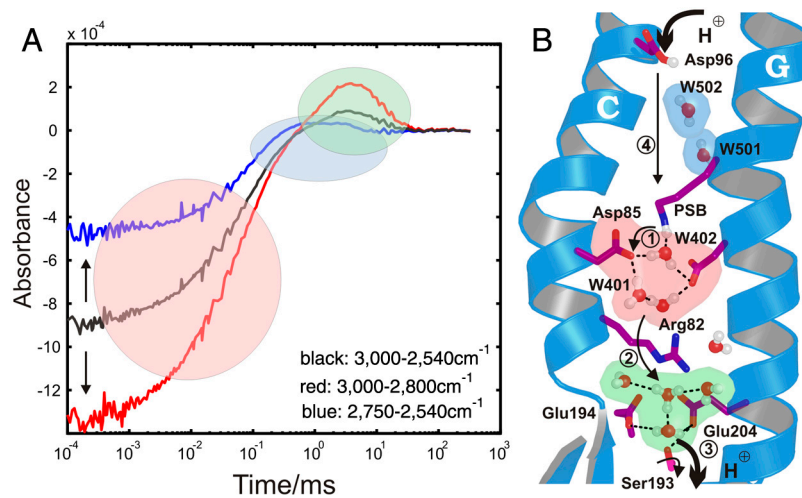 A
x 10⁻⁴
2
0
-2
-4
-6
-8
-10
-12
Absorbance
black: 3,000-2,540cm⁻¹
red: 3,000-2,800cm⁻¹
blue: 2,750-2,540cm⁻¹
10⁻⁴ 10⁻³ 10⁻² 10⁻¹ 10⁰ 10¹ 10² 10³
Time/ms
B
H⊕
Asp96
G
W502
C
④
W501
Asp85
PSB
①
W402
W401
Arg82
②
Glu194
Glu204
③
H⊕
Ser193